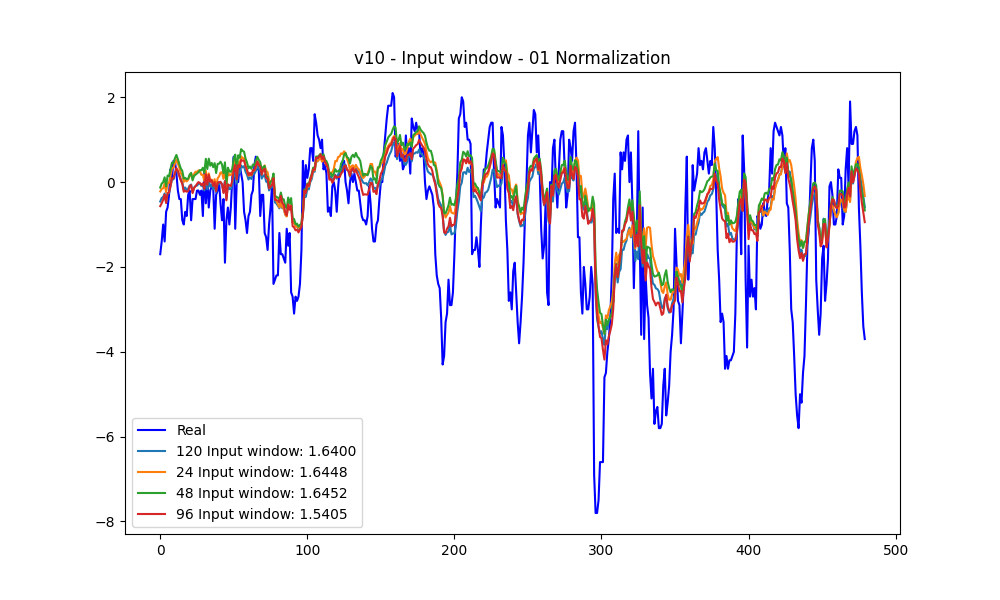 v10 - Input window - 01 Normalization
2
0
−2
−4
−6
−8
Real
120 Input window: 1.6400
24 Input window: 1.6448
48 Input window: 1.6452
96 Input window: 1.5405
0 100 200 300 400 500